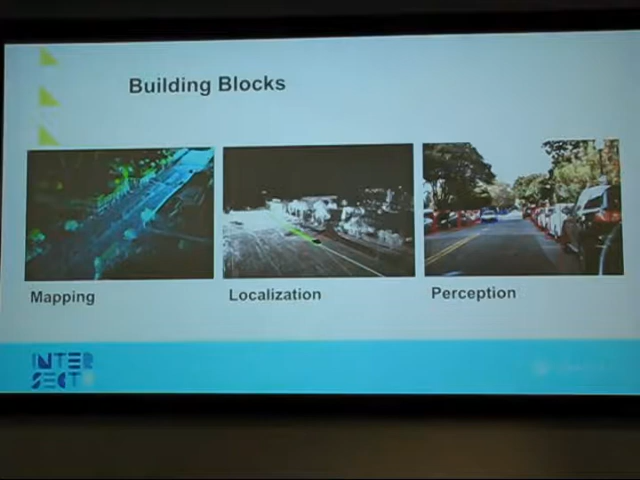 Building Blocks
Mapping
Localization
Perception
INTER
SECT